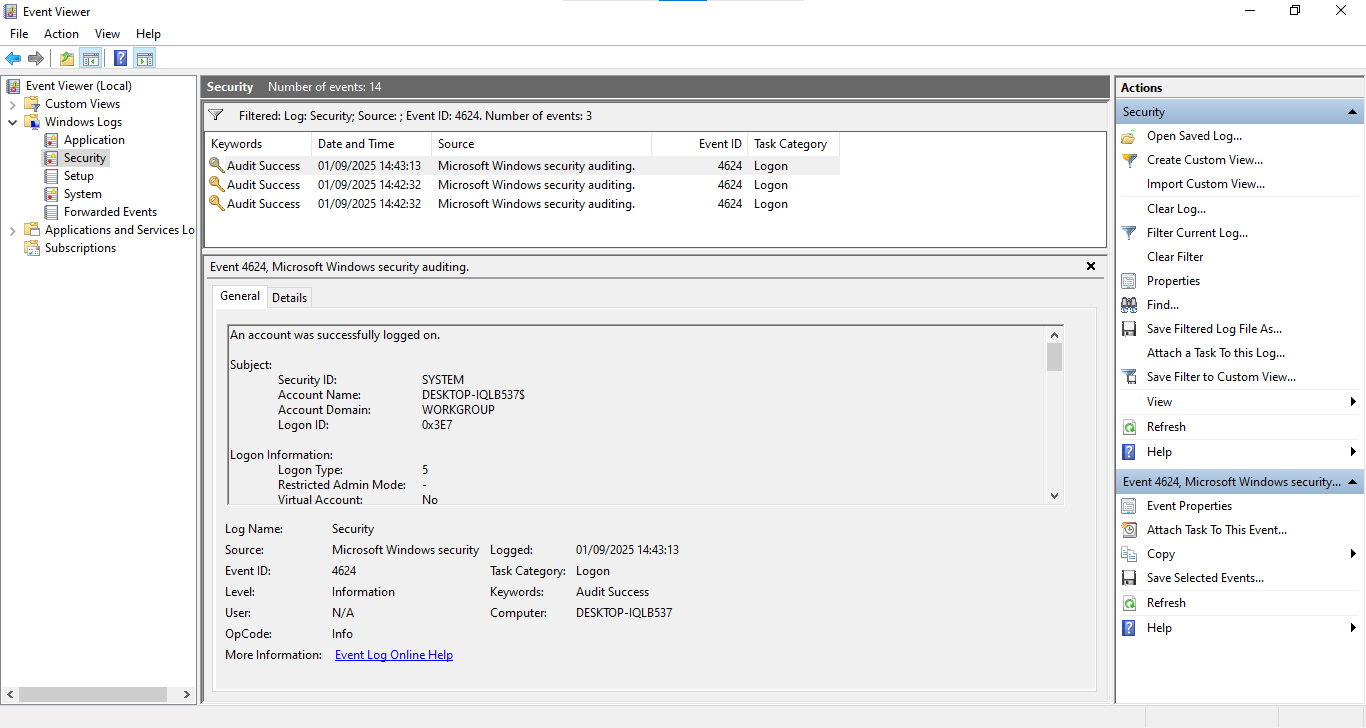 Event Viewer
File Action View Help
Event Viewer (Local)
Custom Views
Windows Logs
Application
Security
Setup
System
Forwarded Events
Applications and Services Lo
Subscriptions
Security Number of events: 14
Filtered: Log: Security; Source: ; Event ID: 4624. Number of events: 3
Keywords Date and Time Source Event ID Task Category
Audit Success 01/09/2025 14:43:13 Microsoft Windows security auditing. 4624 Logon
Audit Success 01/09/2025 14:42:32 Microsoft Windows security auditing. 4624 Logon
Audit Success 01/09/2025 14:42:32 Microsoft Windows security auditing. 4624 Logon
Event 4624, Microsoft Windows security auditing.
General Details
An account was successfully logged on.
Subject:
Security ID: SYSTEM
Account Name: DESKTOP-IQLB537$
Account Domain: WORKGROUP
Logon ID: 0x3E7
Logon Information:
Logon Type: 5
Restricted Admin Mode: -
Virtual Account: No
Log Name: Security
Source: Microsoft Windows security Logged: 01/09/2025 14:43:13
Event ID: 4624 Task Category: Logon
Level: Information Keywords: Audit Success
User: N/A Computer: DESKTOP-IQLB537
OpCode: Info
More Information: Event Log Online Help
Actions
Security
Open Saved Log...
Create Custom View...
Import Custom View...
Clear Log...
Filter Current Log...
Clear Filter
Properties
Find...
Save Filtered Log File As...
Attach a Task To this Log...
Save Filter to Custom View...
View
Refresh
Help
Event 4624, Microsoft Windows security...
Event Properties
Attach Task To This Event...
Copy
Save Selected Events...
Refresh
Help